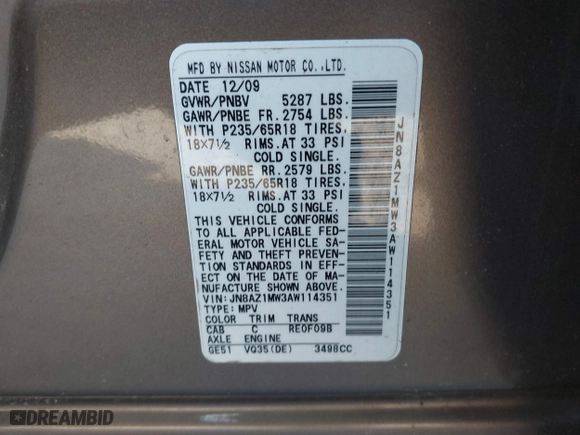 MFD BY NISSAN MOTOR CO.,LTD.
DATE 12/09
GVWR/PNBV 5287 LBS.
GAWR/PNBE FR. 2754 LBS.
WITH P235/65R18 TIRES.
18X7½ RIMS.AT 33 PSI
COLD SINGLE.
GAWR/PNBE RR. 2579 LBS.
WITH P235/65R18 TIRES.
18X7½ RIMS.AT 33 PSI
COLD SINGLE.
THIS VEHICLE CONFORMS
TO ALL APPLICABLE FED-
ERAL MOTOR VEHICLE SA-
FETY AND THEFT PREVEN-
TION STANDARDS IN EFF-
ECT ON THE DATE OF MA-
NUFACTURE SHOWN ABOVE.
VIN:JN8AZ1MW3AW114351
TYPE:MPV
COLOR TRIM TRANS
CAB C RE0F09B
AXLE ENGINE
GE51 VQ35(DE) 3498CC
JN8AZ1MW3AW114351
DREAMBID